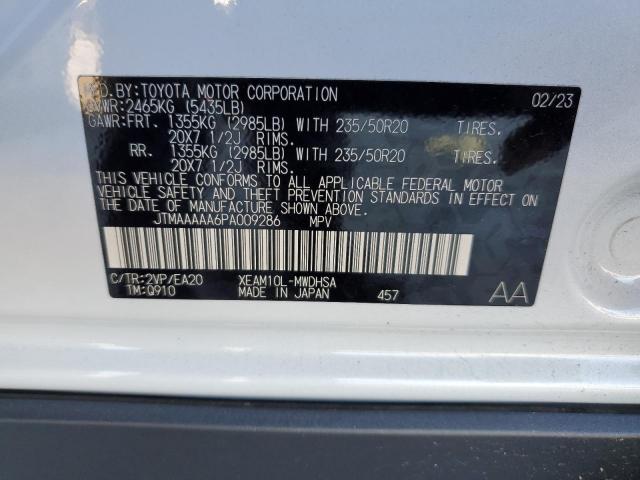 MFD. BY:TOYOTA MOTOR CORPORATION 02/23
GVWR:2465KG (5435LB)
GAWR:FRT. 1355KG (2985LB) WITH 235/50R20 TIRES,
20X7 1/2J RIMS.
RR. 1355KG (2985LB) WITH 235/50R20 TIRES,
20X7 1/2J RIMS.
THIS VEHICLE CONFORMS TO ALL APPLICABLE FEDERAL MOTOR
VEHICLE SAFETY AND THEFT PREVENTION STANDARDS IN EFFECT
ON THE DATE OF MANUFACTURE SHOWN ABOVE.
JTMAAAAA6PA009286 MPV
C/TR:2VP/EA20 XEAM10L-MWDHSA
TM:Q910 MADE IN JAPAN 457 AA